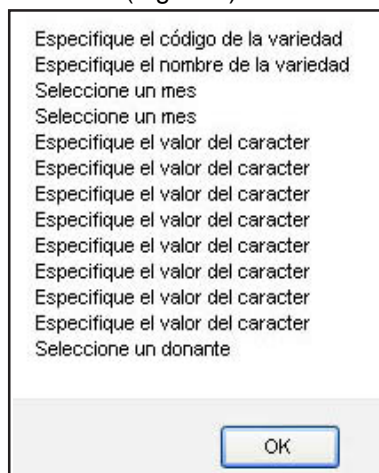 Especifique el código de la variedad
Especifique el nombre de la variedad
Seleccione un mes
Seleccione un mes
Especifique el valor del caracter
Especifique el valor del caracter
Especifique el valor del caracter
Especifique el valor del caracter
Especifique el valor del caracter
Especifique el valor del caracter
Especifique el valor del caracter
Especifique el valor del caracter
Seleccione un donante
OK